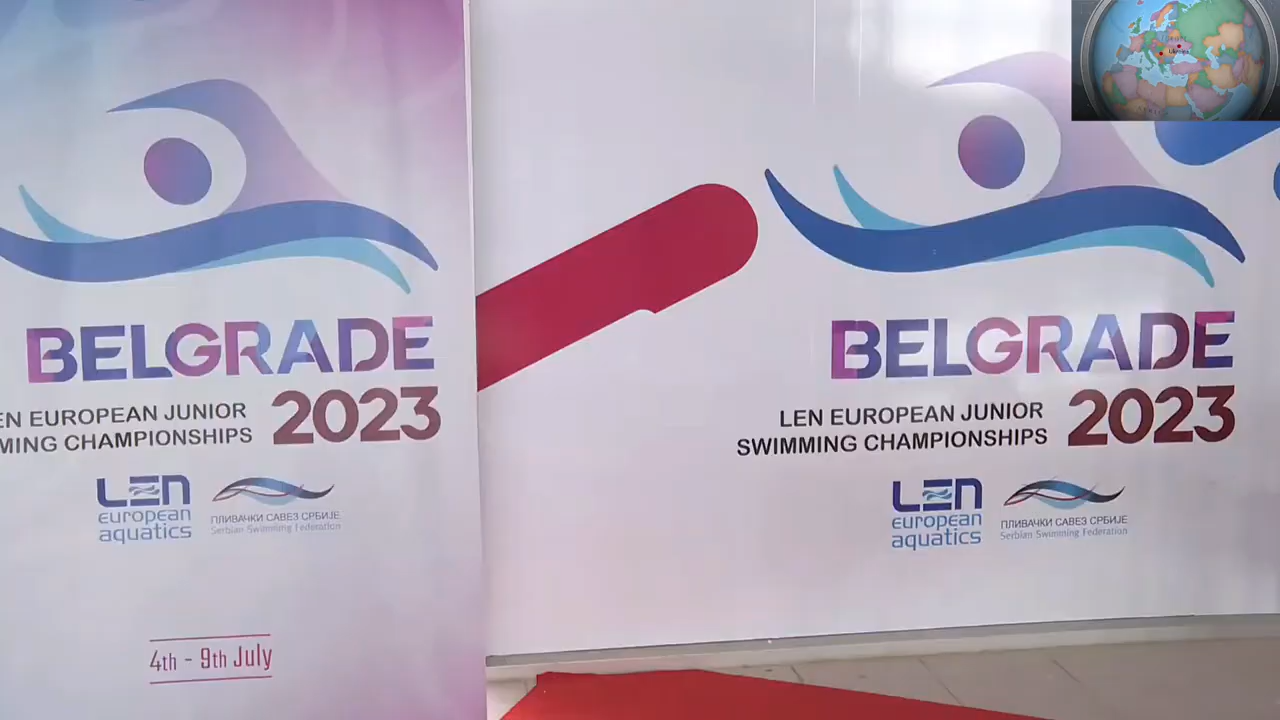 BELGRADE
EN EUROPEAN JUNIOR
MING CHAMPIONSHIPS
2023
LEN
european
aquatics
ПЛИВАЧКИ САВЕЗ СРБИЈЕ
Serbian Swimming Federation
4th - 9th July
BELGRADE
LEN EUROPEAN JUNIOR
SWIMMING CHAMPIONSHIPS
2023
LEN
european
aquatics
ПЛИВАЧКИ САВЕЗ СРБИЈЕ
Serbian Swimming Federation